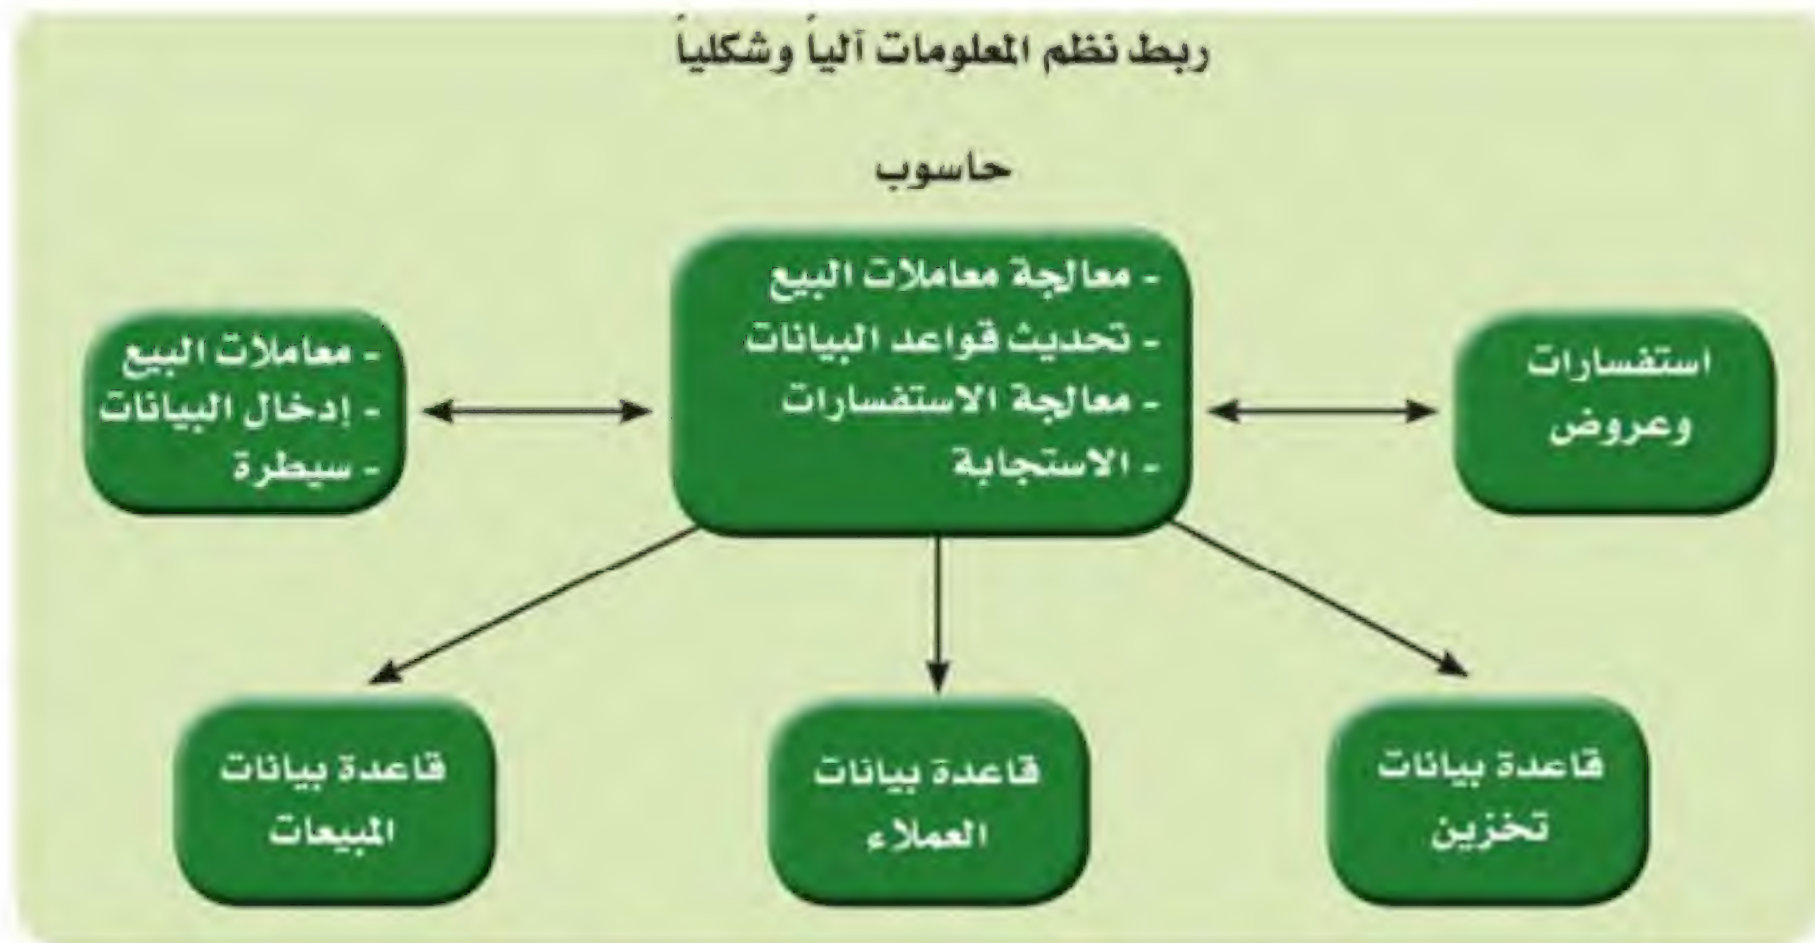 ربط نظم المعلومات آلياً وشكلياً
حاسوب
- معالجة معاملات البيع
- تحديث قواعد البيانات
- معالجة الاستفسارات
- الاستجابة
استفسارات
وعروض
- معاملات البيع
- إدخال البيانات
- سيطرة
قاعدة بيانات
تخزين
قاعدة بيانات
العملاء
قاعدة بيانات
المبيعات